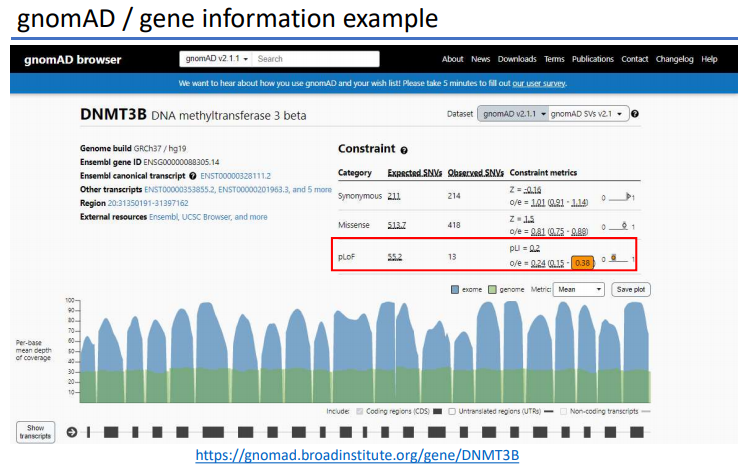 gnomAD / gene information example
gnomAD browser
gnomAD v2.1.1
Search
About News Downloads Terms Publications Contact Changelog Help
We want to hear about how you use gnomAD and your wish list! Please take 5 minutes to fill out our user survey.
DNMT3B DNA methyltransferase 3 beta
Dataset gnomAD v2.1.1 gnomAD SVs v2.1
Genome build GRCh37 / hg19
Ensembl gene ID ENSG00000088305.14
Ensembl canonical transcript ENST00000328111.2
Other transcripts ENST00000353855.2, ENST00000201963.3, and 5 more
Region 20:31350191-31397162
External resources Ensembl, UCSC Browser, and more
Constraint
Category Expected SNVs Observed SNVs Constraint metrics
Synonymous 211 214 Z = -0.16
o/e = 1.01 (0.91 - 1.14) 0 1
Missense 513.7 418 Z = 1.5
o/e = 0.81 (0.75 - 0.88) 0 1
pLoF 55.2 13 pLI = 0.2
o/e = 0.24 (0.15 - 0.38) 0 1
exome genome Metric: Mean Save plot
Per-base
mean depth
of coverage
100
90
80
70
60
50
40
30
20
10
Include: Coding regions (CDS) Untranslated regions (UTRs) Non-coding transcripts
Show
transcripts
https://gnomad.broadinstitute.org/gene/DNMT3B